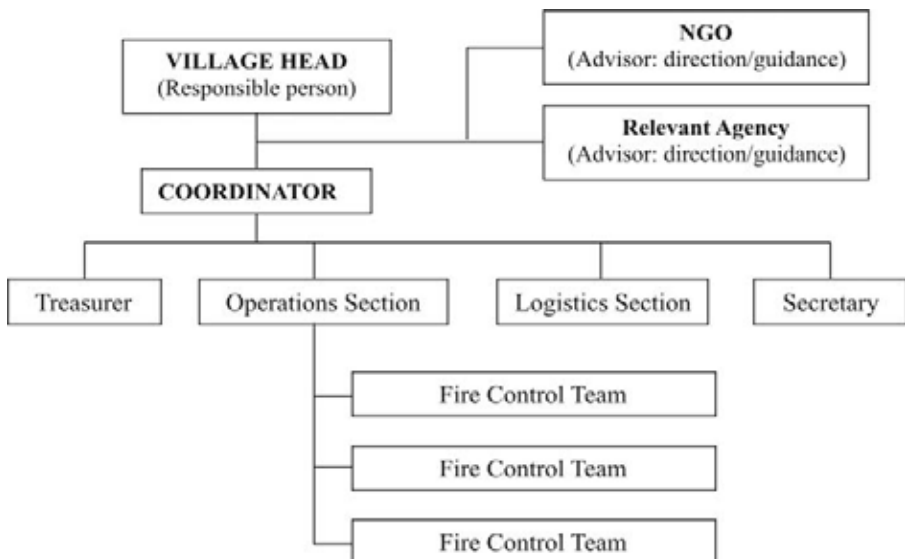 VILLAGE HEAD
(Responsible person)
NGO
(Advisor: direction/guidance)
Relevant Agency
(Advisor: direction/guidance)
COORDINATOR
Treasurer
Operations Section
Logistics Section
Secretary
Fire Control Team
Fire Control Team
Fire Control Team